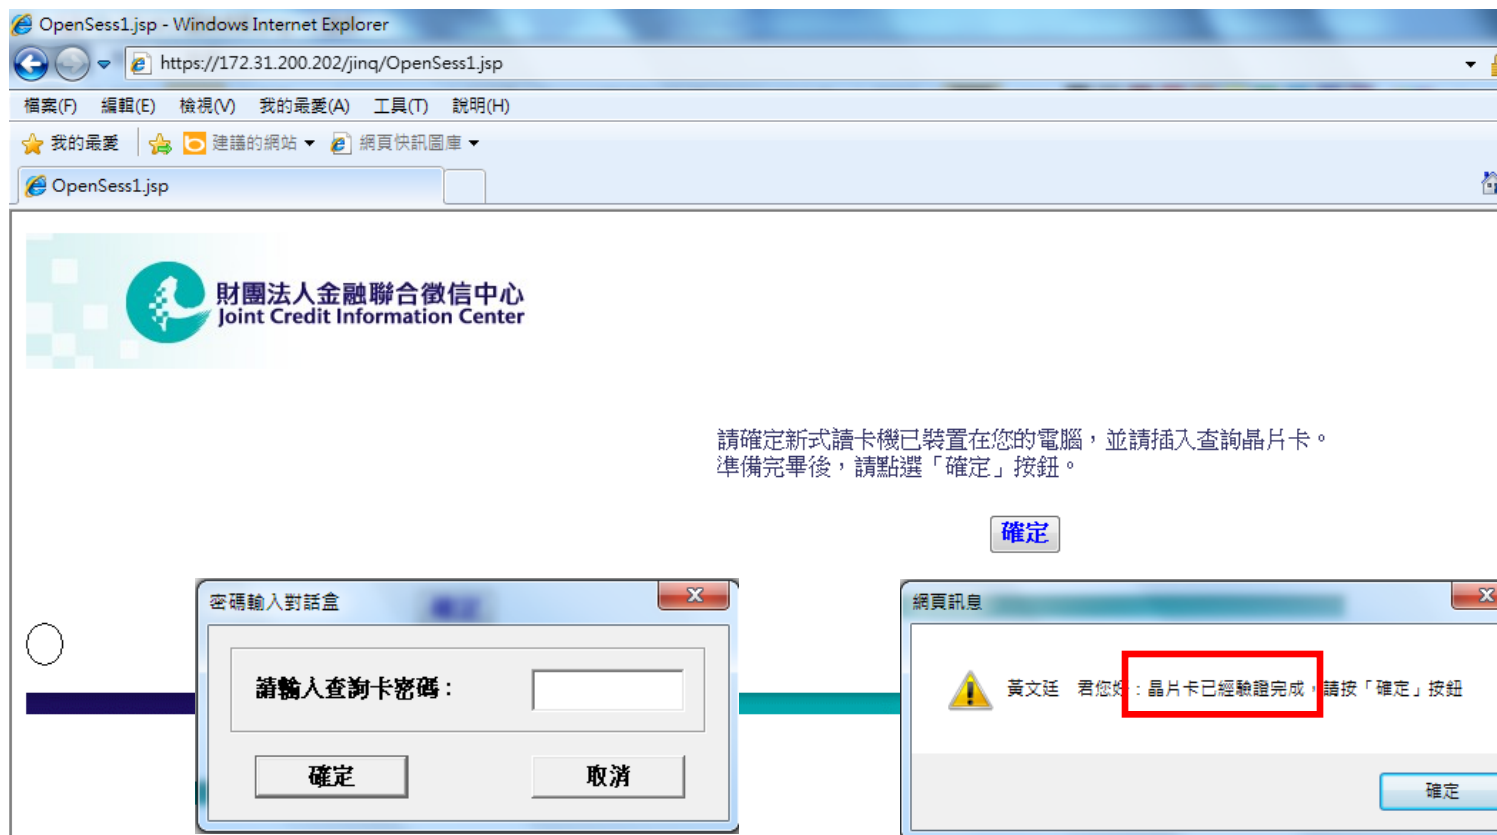 OpenSess1.jsp - Windows Internet Explorer
https://172.31.200.202/jinq/OpenSess1.jsp
檔案(F) 編輯(E) 檢視(V) 我的最愛(A) 工具(T) 說明(H)
我的最愛 建議的網站 網頁快訊圖庫
OpenSess1.jsp
財團法人金融聯合徵信中心
Joint Credit Information Center
請確定新式讀卡機已裝置在您的電腦，並請插入查詢晶片卡。
準備完畢後，請點選「確定」按鈕。
確定
密碼輸入對話盒
請輸入查詢卡密碼：
確定 取消
網頁訊息
黃文廷 君您好：晶片卡已經驗證完成，請按「確定」按鈕
確定